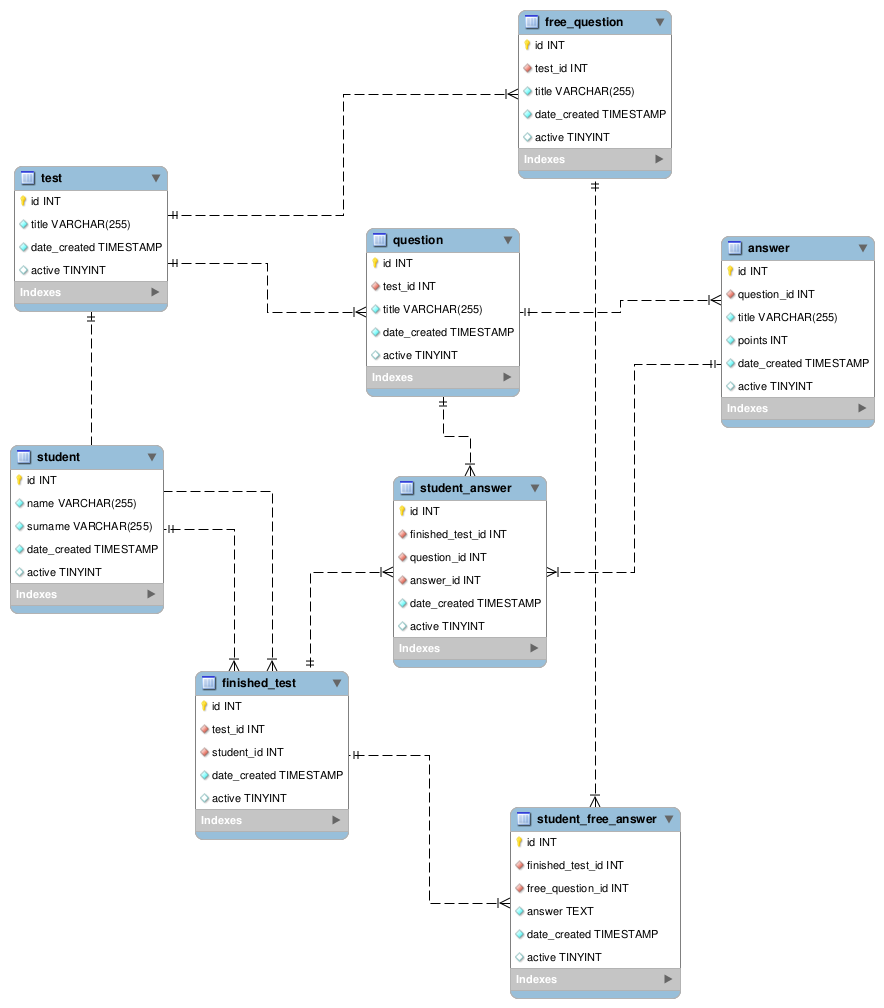 free_question
id INT
test_id INT
title VARCHAR(255)
date_created TIMESTAMP
active TINYINT
Indexes
test
id INT
title VARCHAR(255)
date_created TIMESTAMP
active TINYINT
Indexes
question
id INT
test_id INT
title VARCHAR(255)
date_created TIMESTAMP
active TINYINT
Indexes
answer
id INT
question_id INT
title VARCHAR(255)
points INT
date_created TIMESTAMP
active TINYINT
Indexes
student
id INT
name VARCHAR(255)
surname VARCHAR(255)
date_created TIMESTAMP
active TINYINT
Indexes
student_answer
id INT
finished_test_id INT
question_id INT
answer_id INT
date_created TIMESTAMP
active TINYINT
Indexes
finished_test
id INT
test_id INT
student_id INT
date_created TIMESTAMP
active TINYINT
Indexes
student_free_answer
id INT
finished_test_id INT
free_question_id INT
answer TEXT
date_created TIMESTAMP
active TINYINT
Indexes